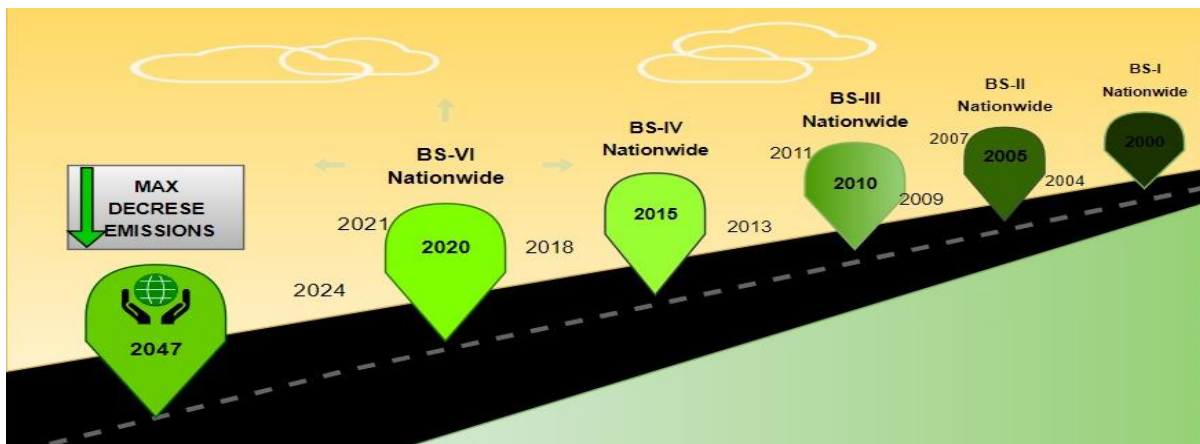 BS-I
Nationwide
2000
BS-II
Nationwide
2007
2005
2004
BS-III
Nationwide
2011
2010
2009
BS-IV
Nationwide
2015
2013
BS-VI
Nationwide
2021
2020
2018
2024
MAX
DECRESE
EMISSIONS
2047